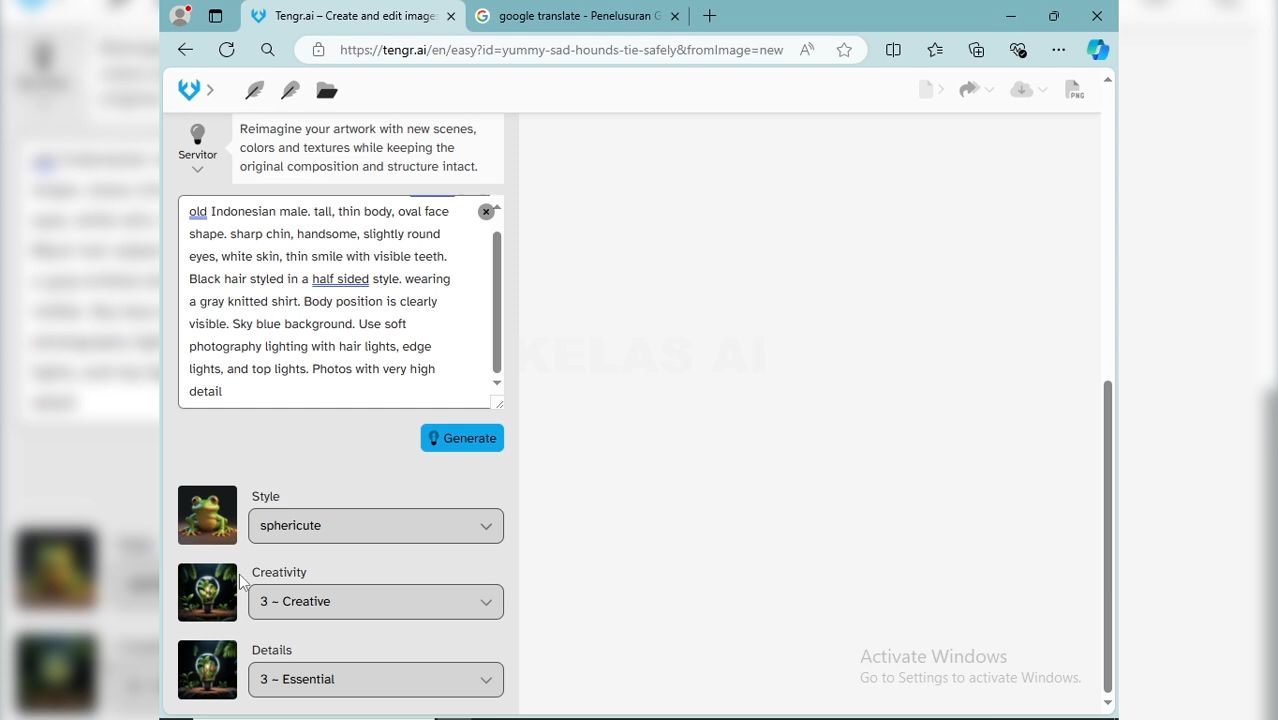 Tengr.ai – Create and edit image
google translate - Penelusuran G
https://tengr.ai/en/easy?id=yummy-sad-hounds-tie-safely&fromImage=new
PNG
Servitor
Reimagine your artwork with new scenes,
colors and textures while keeping the
original composition and structure intact.
old Indonesian male. tall, thin body, oval face
shape. sharp chin, handsome, slightly round
eyes, white skin, thin smile with visible teeth.
Black hair styled in a half sided style. wearing
a gray knitted shirt. Body position is clearly
visible. Sky blue background. Use soft
photography lighting with hair lights, edge
lights, and top lights. Photos with very high
detail
KELAS AI
Generate
Style
sphericute
Creativity
3 ~ Creative
Details
3 ~ Essential
Activate Windows
Go to Settings to activate Windows.